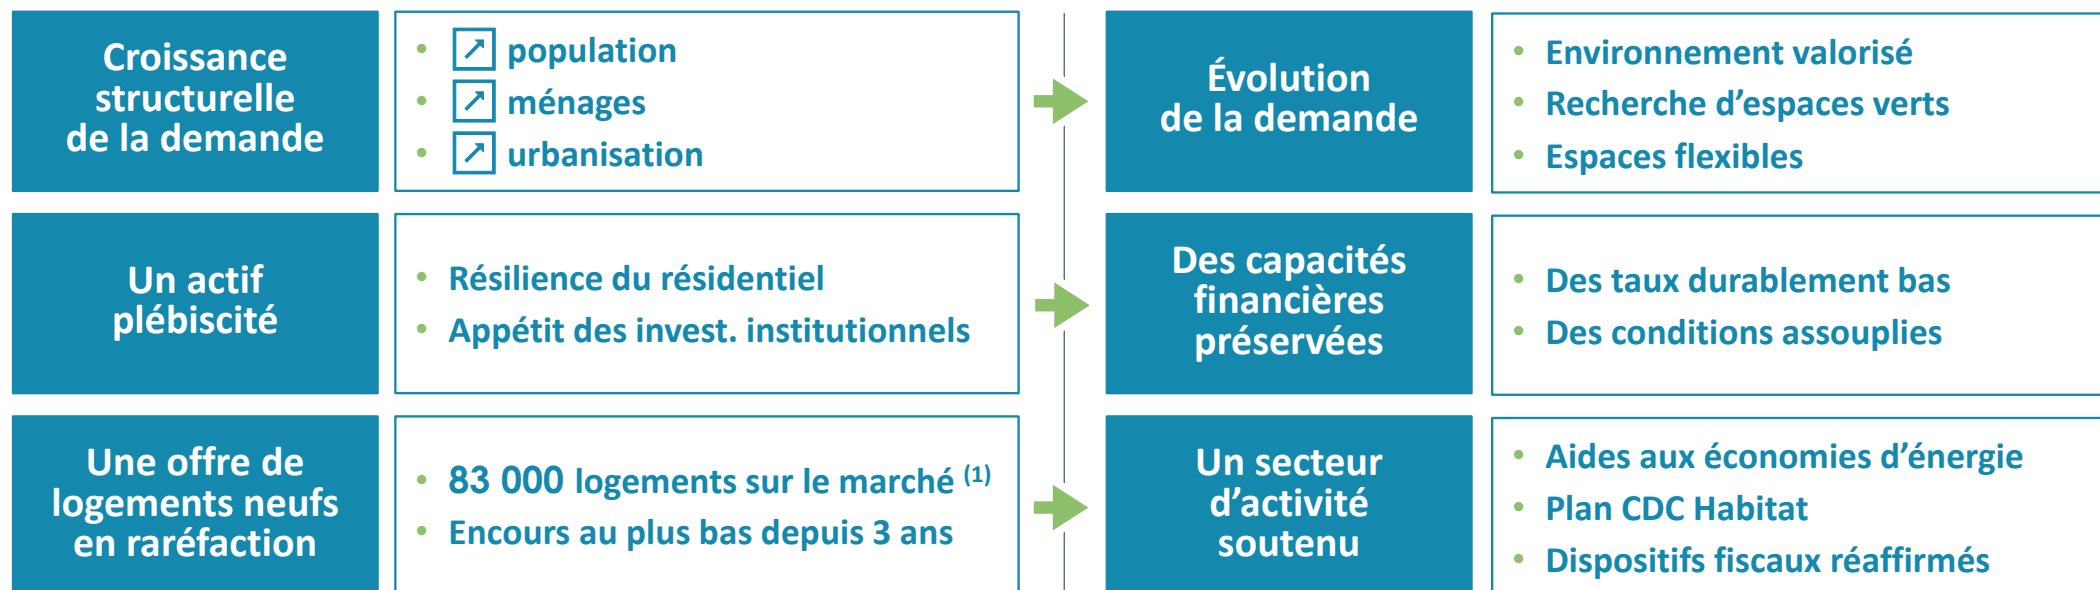 Croissance
structurelle
de la demande
• ↗ population
• ↗ ménages
• ↗ urbanisation
Évolution
de la demande
• Environnement valorisé
• Recherche d’espaces verts
• Espaces flexibles
Un actif
plébiscité
• Résilience du résidentiel
• Appétit des invest. institutionnels
Des capacités
financières
préservées
• Des taux durablement bas
• Des conditions assouplies
Une offre de
logements neufs
en raréfaction
• 83 000 logements sur le marché (1)
• Encours au plus bas depuis 3 ans
Un secteur
d’activité
soutenu
• Aides aux économies d’énergie
• Plan CDC Habitat
• Dispositifs fiscaux réaffirmés